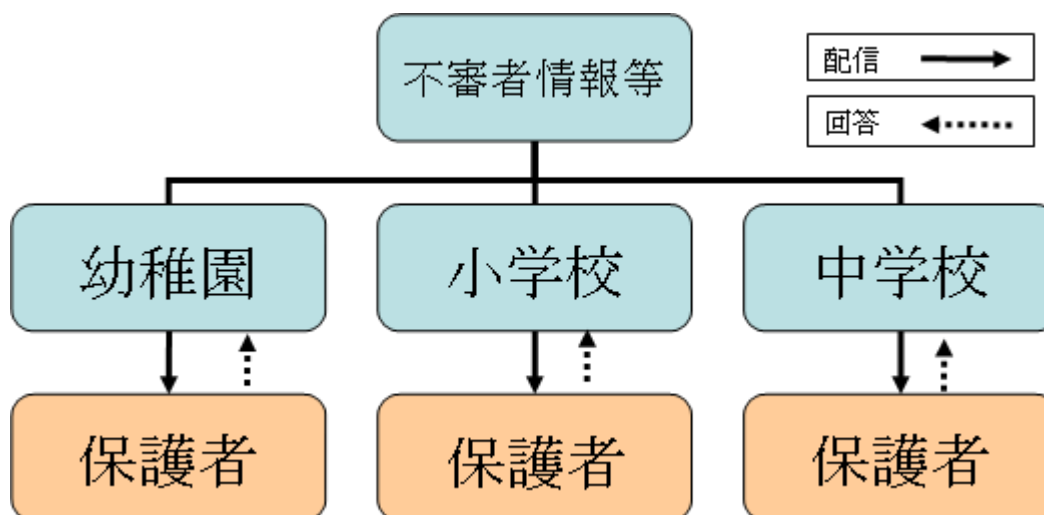 不審者情報等
配信
回答
幼稚園
小学校
中学校
保護者
保護者
保護者